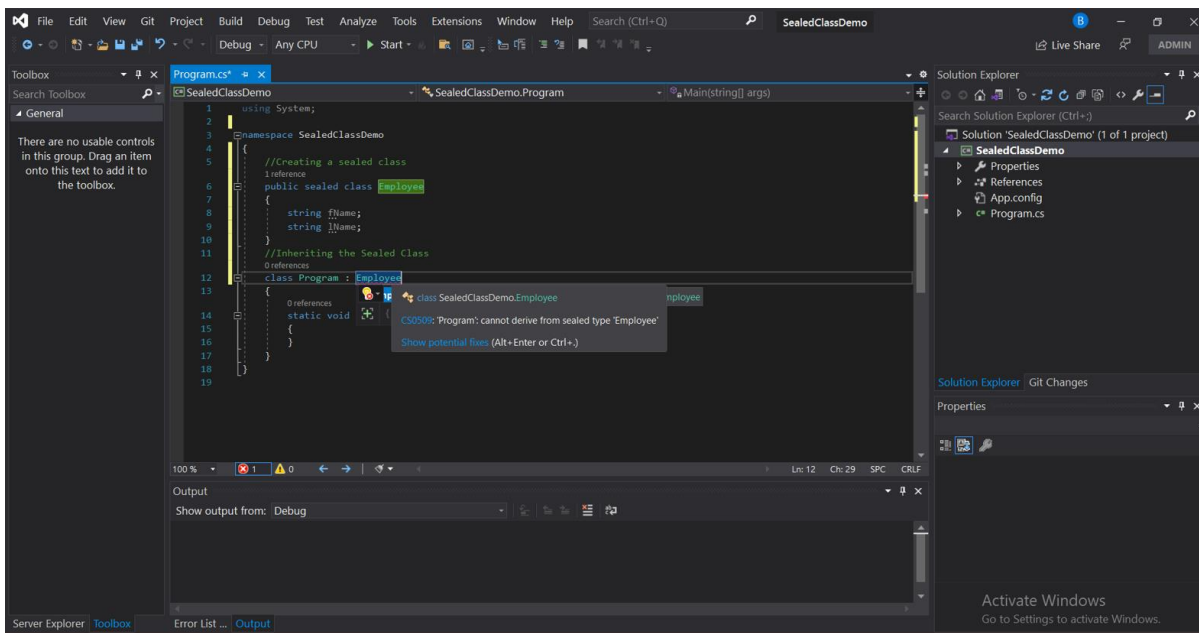 File Edit View Git Project Build Debug Test Analyze Tools Extensions Window Help Search (Ctrl+Q) SealedClassDemo B
Debug Any CPU Start Live Share ADMIN
Toolbox
Search Toolbox
General
There are no usable controls
in this group. Drag an item
onto this text to add it to
the toolbox.
Program.cs*
SealedClassDemo SealedClassDemo.Program Main(string[] args)
1 using System;
2
3 namespace SealedClassDemo
4 {
5 //Creating a sealed class
1 reference
6 public sealed class Employee
7 {
8 string fName;
9 string lName;
10 }
11 //Inheriting the Sealed Class
0 references
12 class Program : Employee
13 {
0 references
14 static void
15 {
16 }
17 }
18 }
19
class SealedClassDemo.Employee
CS0509: 'Program': cannot derive from sealed type 'Employee'
Show potential fixes (Alt+Enter or Ctrl+.)
100 % 1 0 Ln: 12 Ch: 29 SPC CRLF
Output
Show output from: Debug
Server Explorer Toolbox Error List ... Output
Solution Explorer
Search Solution Explorer (Ctrl+;)
Solution 'SealedClassDemo' (1 of 1 project)
SealedClassDemo
Properties
References
App.config
Program.cs
Solution Explorer Git Changes
Properties
Activate Windows
Go to Settings to activate Windows.